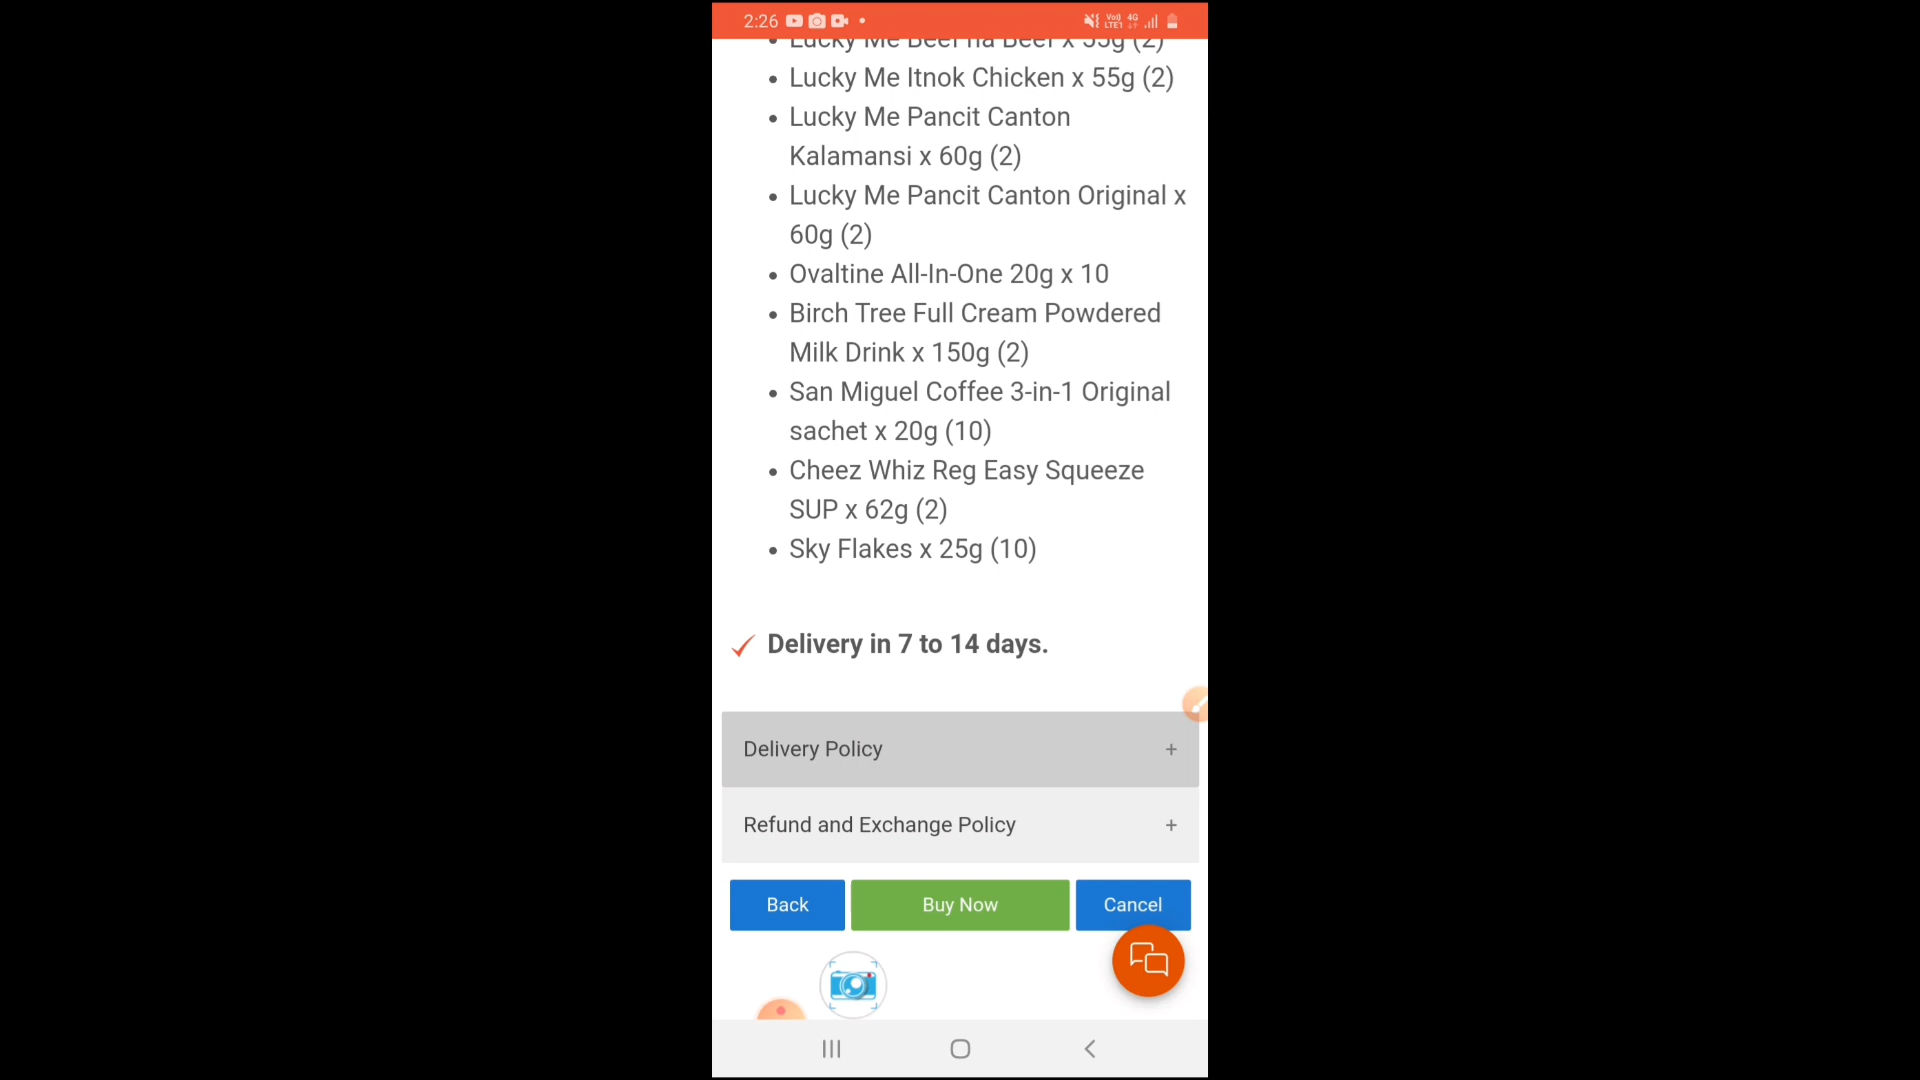 2:26
Vo) 4G
LTE1
Lucky Me Beef na Beef x 55g (2)
Lucky Me Itnok Chicken x 55g (2)
Lucky Me Pancit Canton
Kalamansi x 60g (2)
Lucky Me Pancit Canton Original x
60g (2)
Ovaltine All-In-One 20g x 10
Birch Tree Full Cream Powdered
Milk Drink x 150g (2)
San Miguel Coffee 3-in-1 Original
sachet x 20g (10)
Cheez Whiz Reg Easy Squeeze
SUP x 62g (2)
Sky Flakes x 25g (10)
Delivery in 7 to 14 days.
Delivery Policy +
Refund and Exchange Policy +
Back Buy Now Cancel